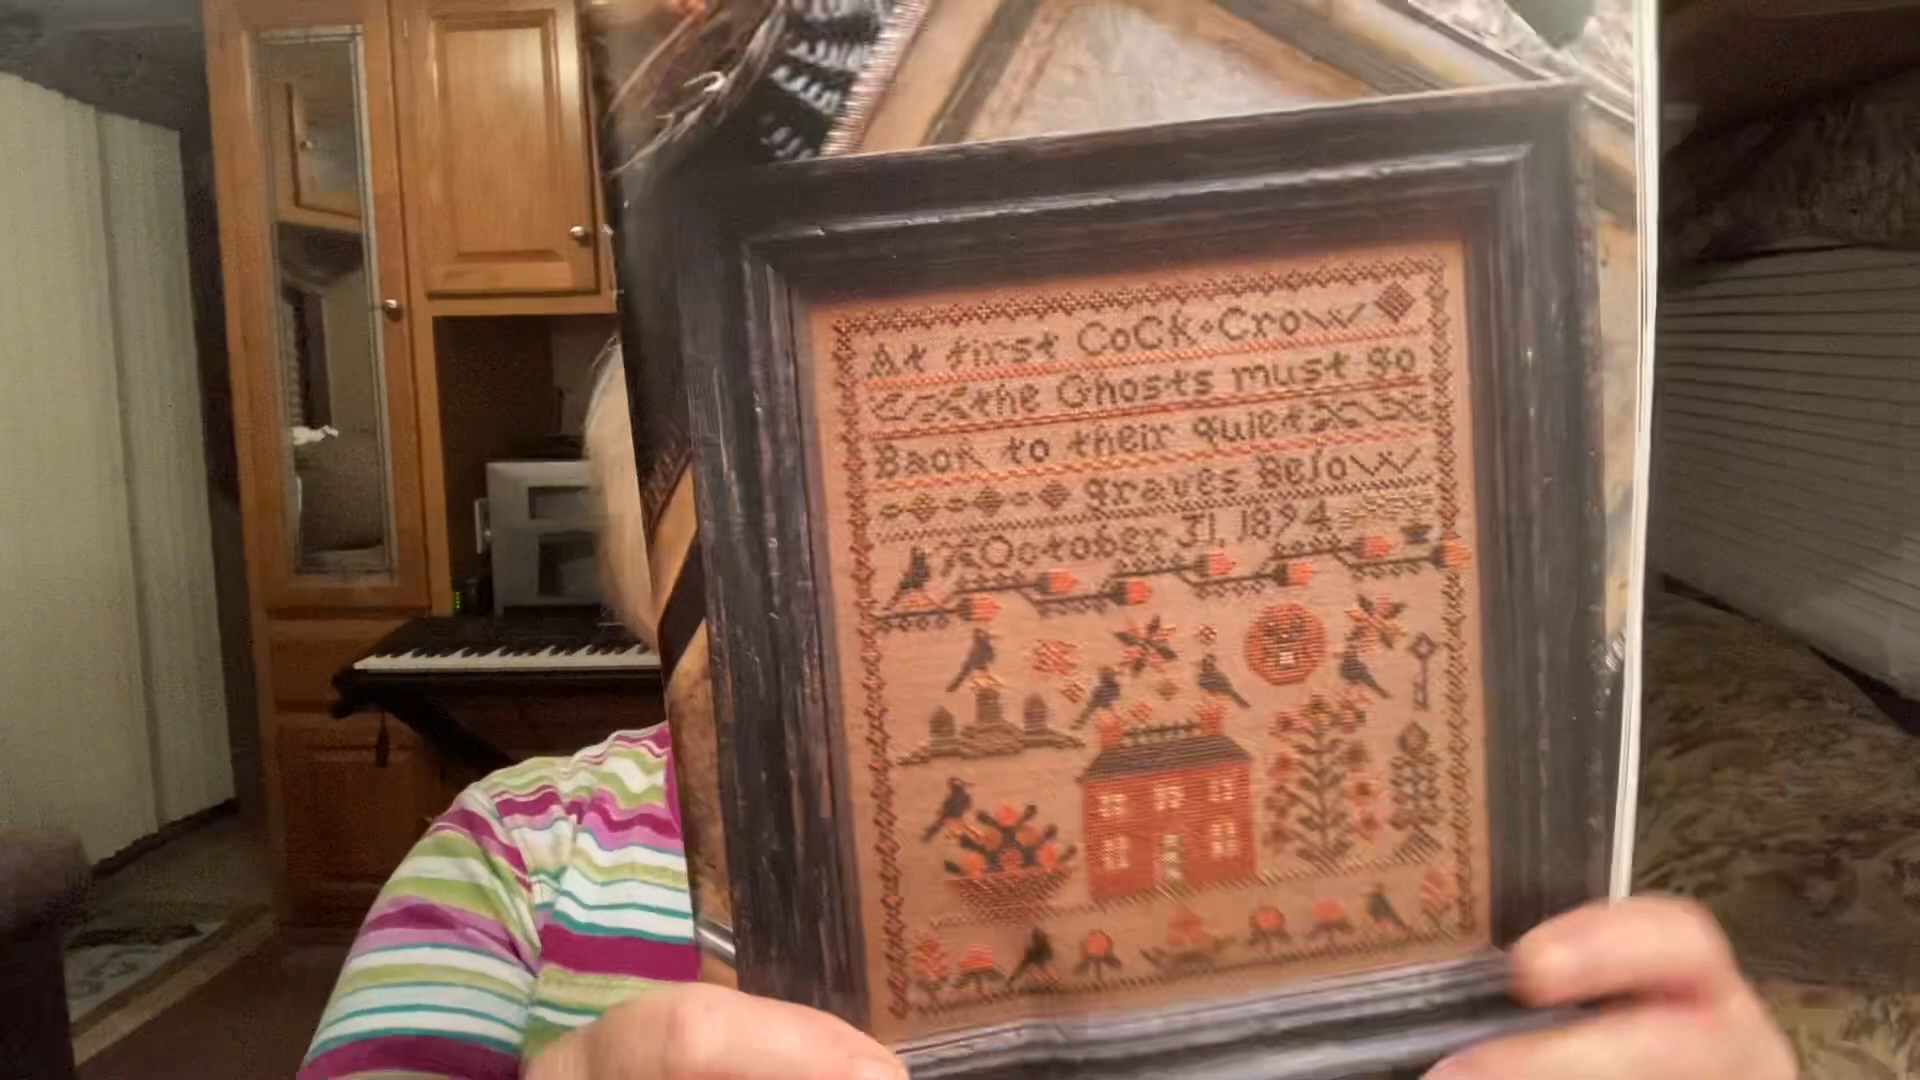 At first CoCk-Crow
the Ghosts must go
Back to their quiet
graves Below
October 31, 1894